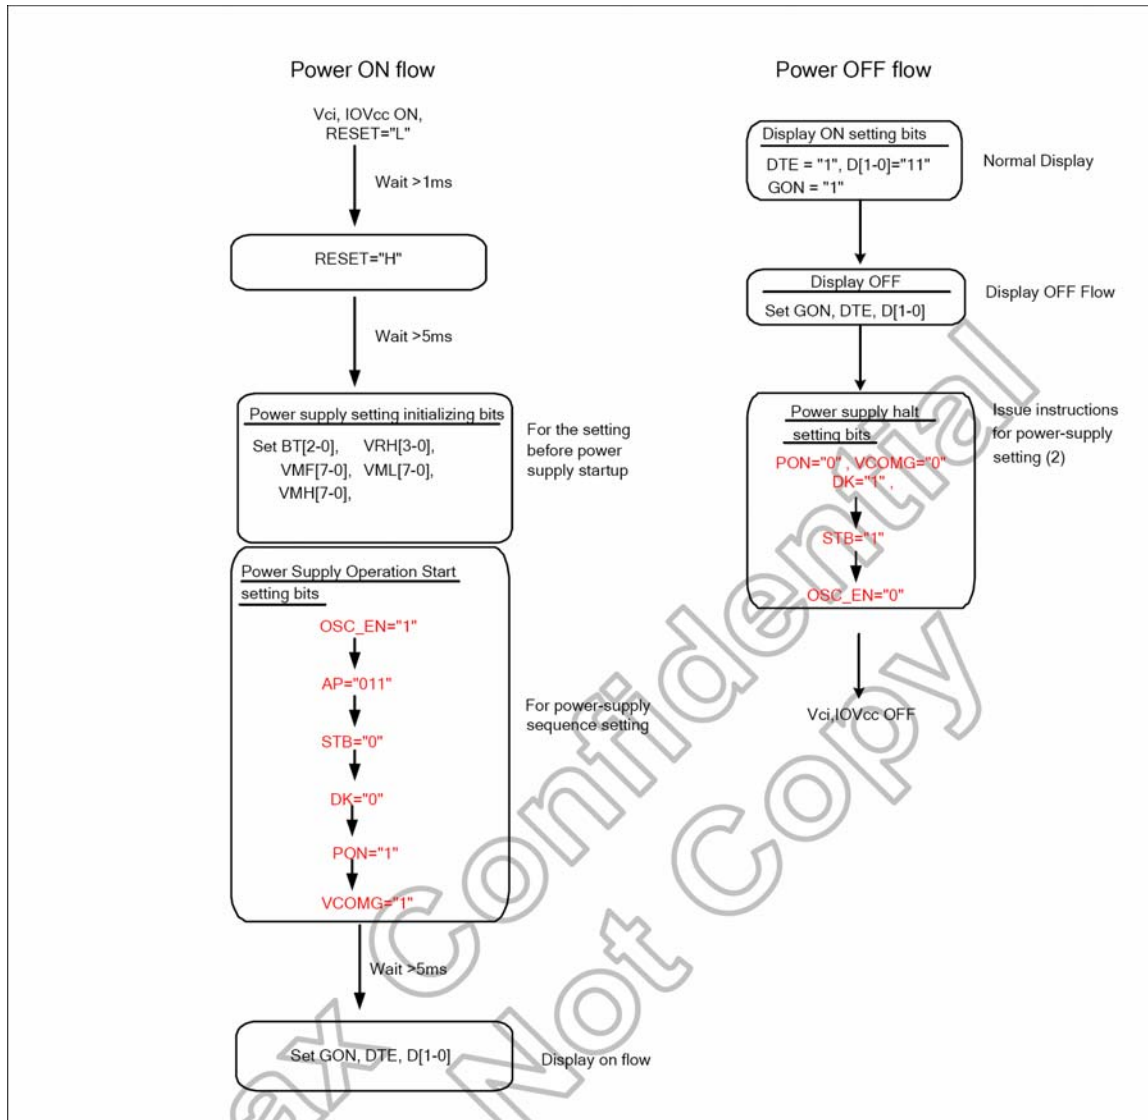 Power ON flow
Vci, IOVcc ON,
RESET="L"
Wait >1ms
RESET="H"
Wait >5ms
Power supply setting initializing bits
Set BT[2-0], VRH[3-0],
VMF[7-0], VML[7-0],
VMH[7-0],
For the setting
before power
supply startup
Power Supply Operation Start
setting bits
OSC_EN="1"
AP="011"
STB="0"
DK="0"
PON="1"
VCOMG="1"
For power-supply
sequence setting
Wait >5ms
Set GON, DTE, D[1-0]
Display on flow
Power OFF flow
Display ON setting bits
DTE = "1", D[1-0]="11"
GON = "1"
Normal Display
Display OFF
Set GON, DTE, D[1-0]
Display OFF Flow
Power supply halt
setting bits
PON="0" , VCOMG="0"
DK="1" ,
STB="1"
OSC_EN="0"
Issue instructions
for power-supply
setting (2)
Vci,IOVcc OFF
ax Confidential
Not Copy